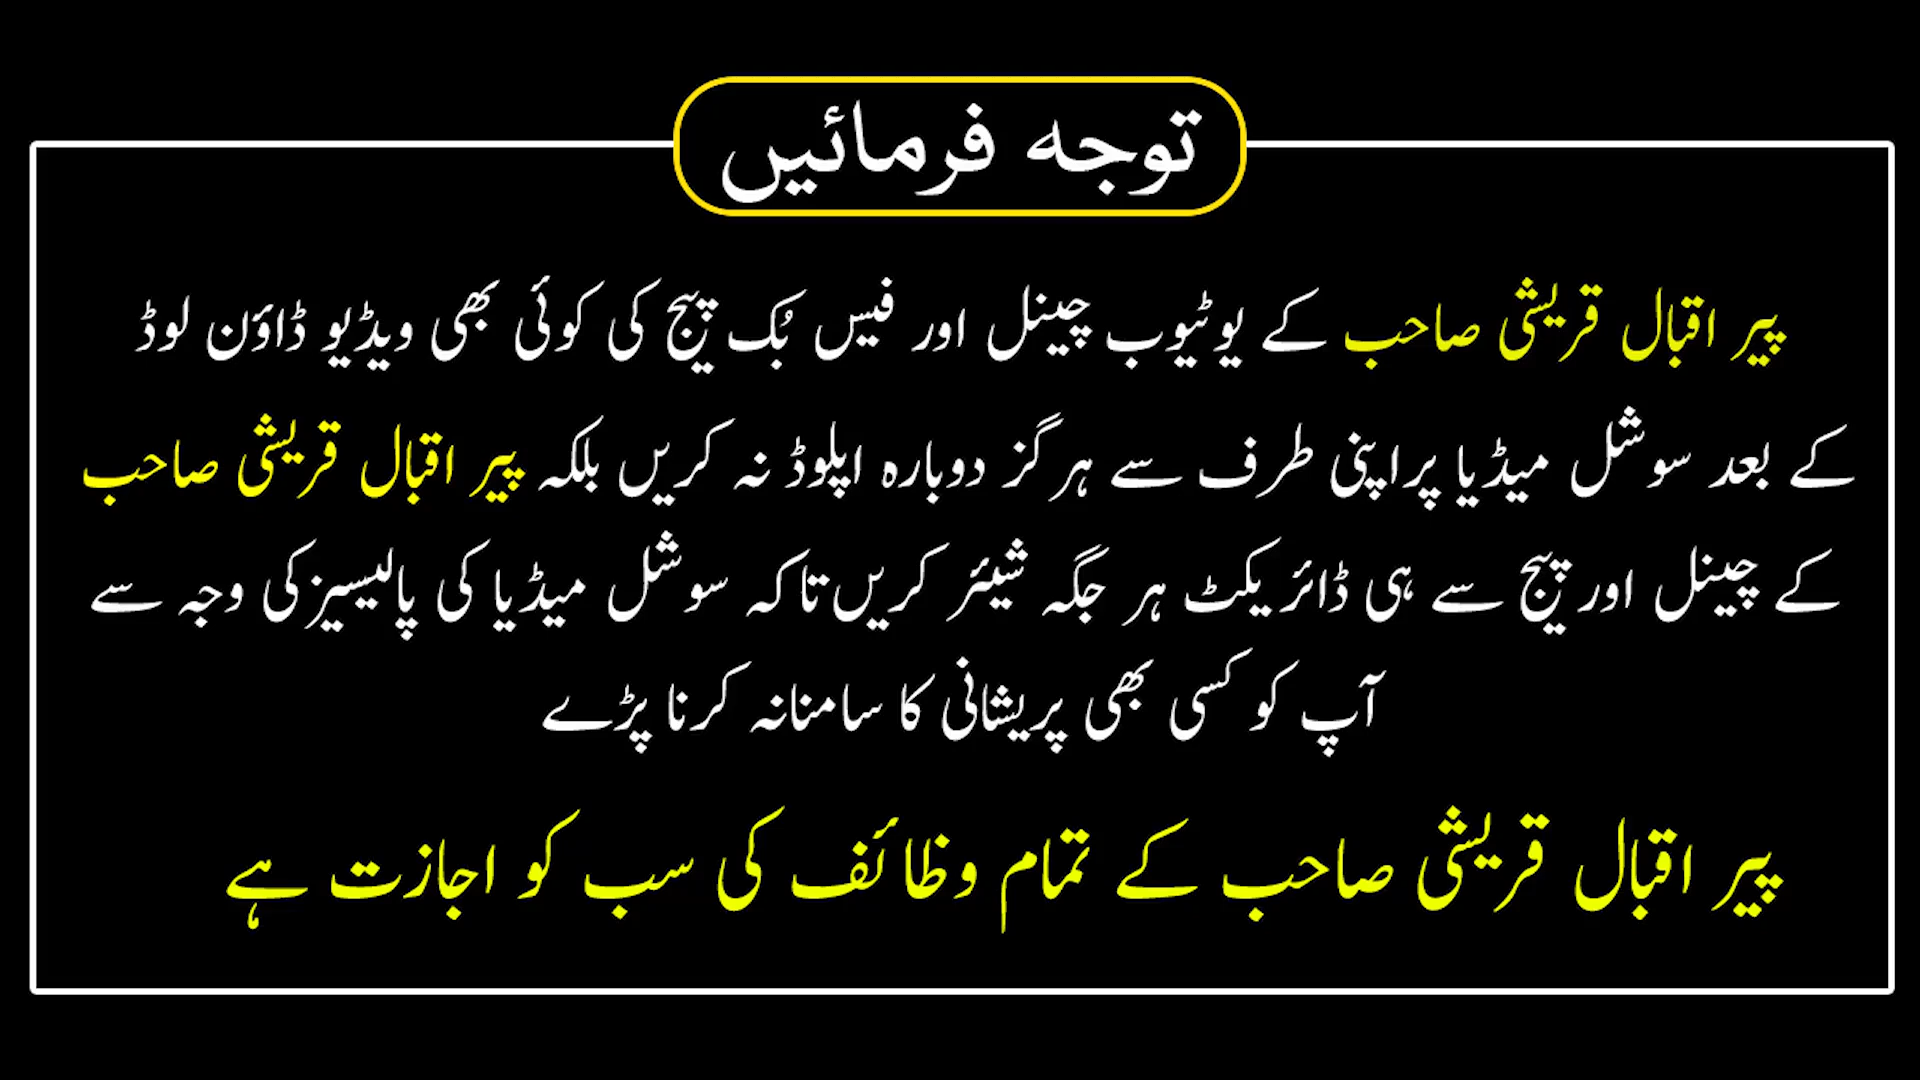 توجہ فرمائیں
پیر اقبال قریشی صاحب کے یوٹیوب چینل اور فیس بُک پیج کی کوئی بھی ویڈیو ڈاؤن لوڈ
کے بعد سوشل میڈیا پراپنی طرف سے ہرگز دوبارہ اپلوڈ نہ کریں بلکہ پیر اقبال قریشی صاحب
کے چینل اور پیج سے ہی ڈائریکٹ ہر جگہ شیئر کریں تاکہ سوشل میڈیا کی پالیسیز کی وجہ سے
آپ کو کسی بھی پریشانی کا سامنا نہ کرنا پڑے
پیر اقبال قریشی صاحب کے تمام وظائف کی سب کو اجازت ہے